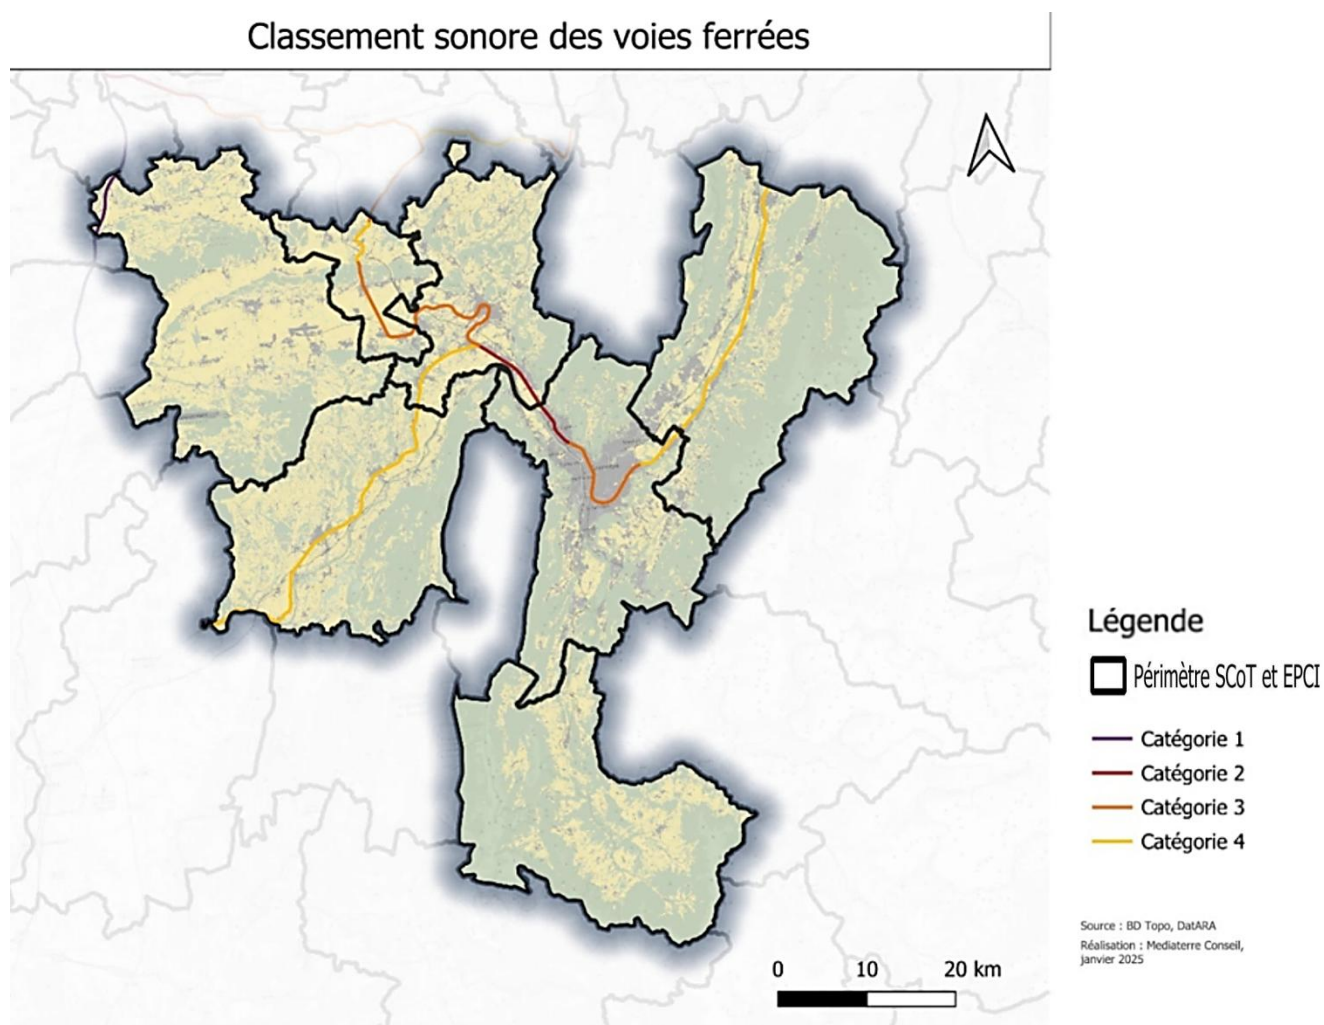 Classement sonore des voies ferrées
Légende
Périmètre SCoT et EPCI
Catégorie 1
Catégorie 2
Catégorie 3
Catégorie 4
Source : BD Topo, DatARA
Réalisation : Mediaterre Conseil,
janvier 2025
0 10 20 km